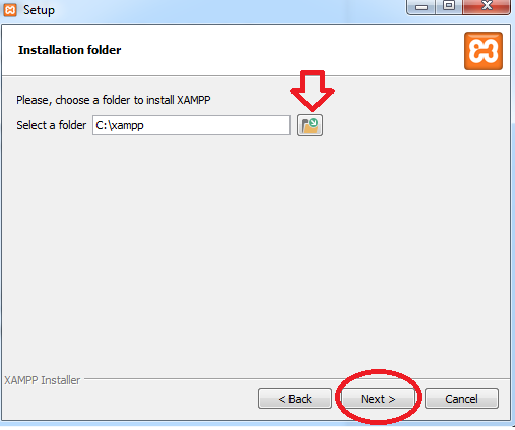 Setup
Installation folder
Please, choose a folder to install XAMPP
Select a folder C:\xampp
XAMPP Installer
< Back Next > Cancel